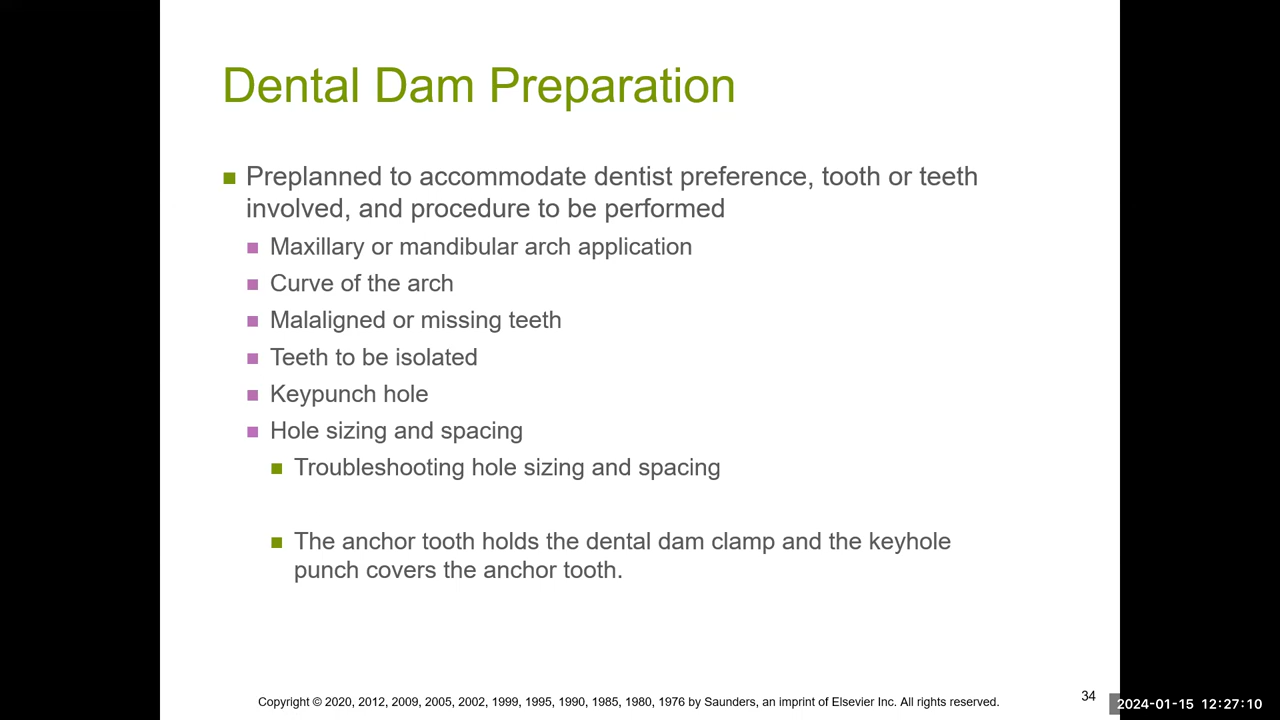 Dental Dam Preparation
Preplanned to accommodate dentist preference, tooth or teeth
involved, and procedure to be performed
Maxillary or mandibular arch application
Curve of the arch
Malaligned or missing teeth
Teeth to be isolated
Keypunch hole
Hole sizing and spacing
Troubleshooting hole sizing and spacing
The anchor tooth holds the dental dam clamp and the keyhole
punch covers the anchor tooth.
Copyright © 2020, 2012, 2009, 2005, 2002, 1999, 1995, 1990, 1985, 1980, 1976 by Saunders, an imprint of Elsevier Inc. All rights reserved.
34
2024-01-15 12:27:10